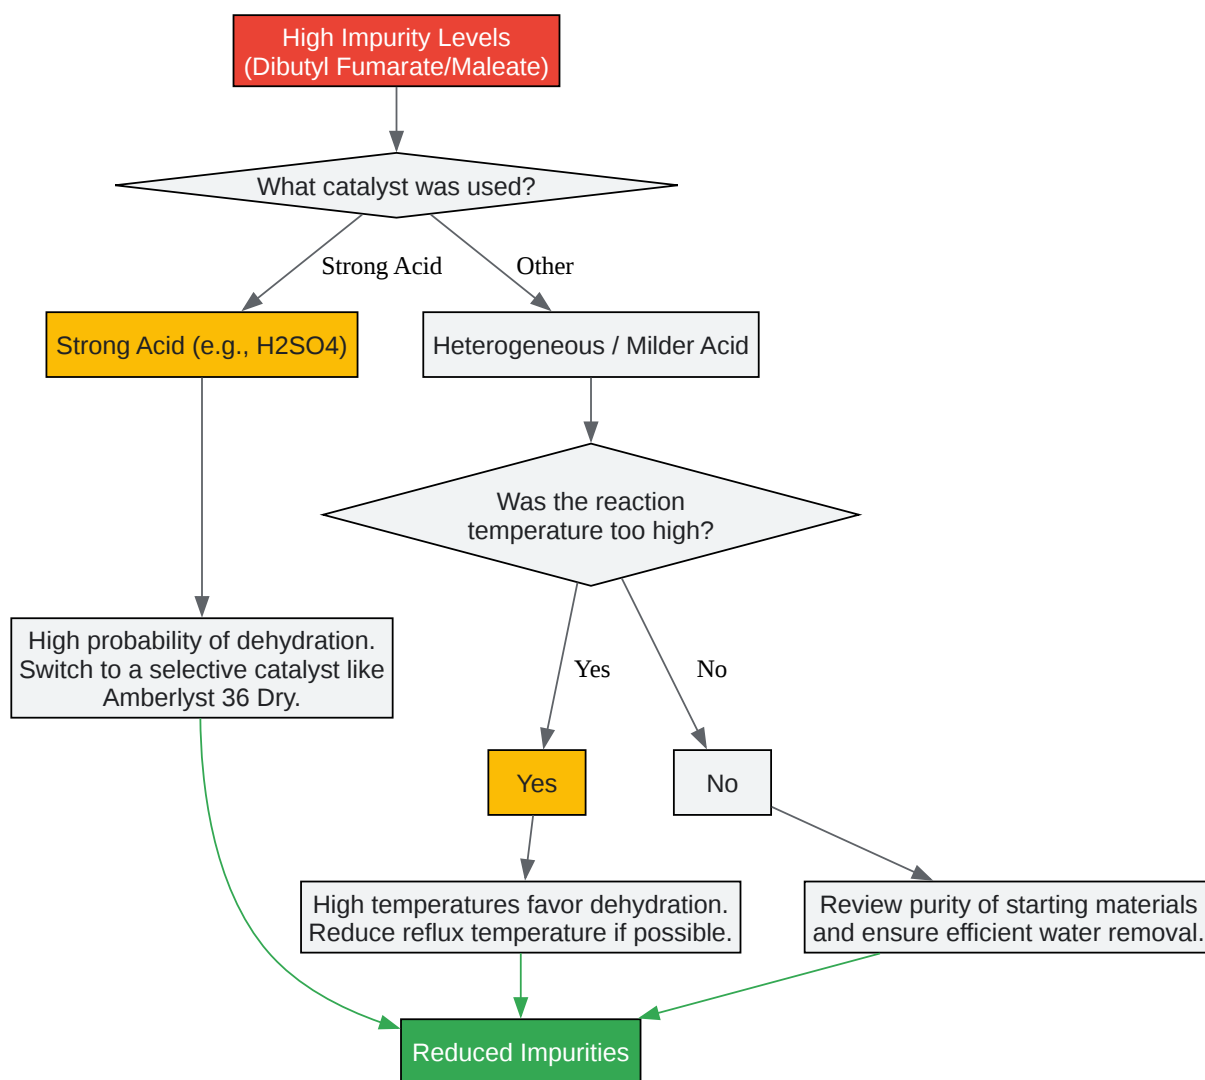 High Impurity Levels
(Dibutyl Fumarate/Maleate)
What catalyst was used?
Strong Acid
Other
Strong Acid (e.g., H2SO4)
Heterogeneous / Milder Acid
Was the reaction
temperature too high?
High probability of dehydration.
Switch to a selective catalyst like
Amberlyst 36 Dry.
Yes
No
Yes
No
High temperatures favor dehydration.
Reduce reflux temperature if possible.
Review purity of starting materials
and ensure efficient water removal.
Reduced Impurities